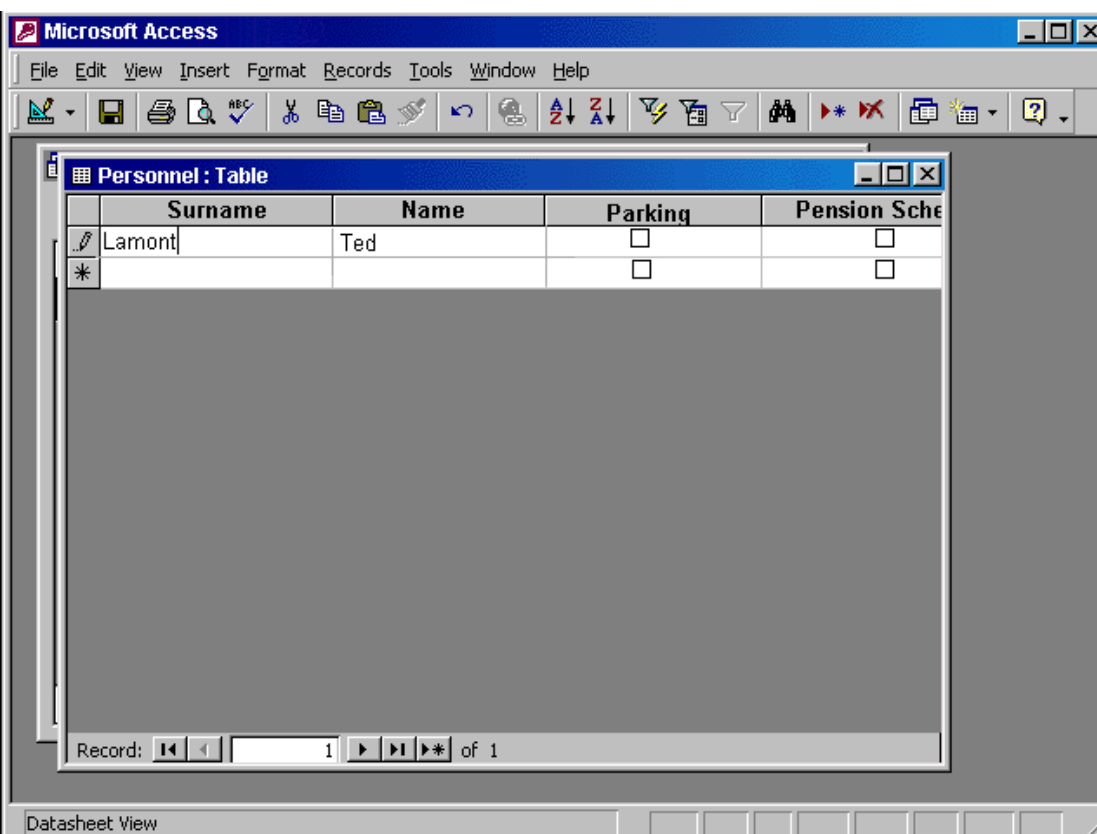 Microsoft Access
File Edit View Insert Format Records Tools Window Help
ABC A Z Z A
Personnel : Table
Surname Name Parking Pension Sche
Lamont Ted
Record: 1 of 1
Datasheet View